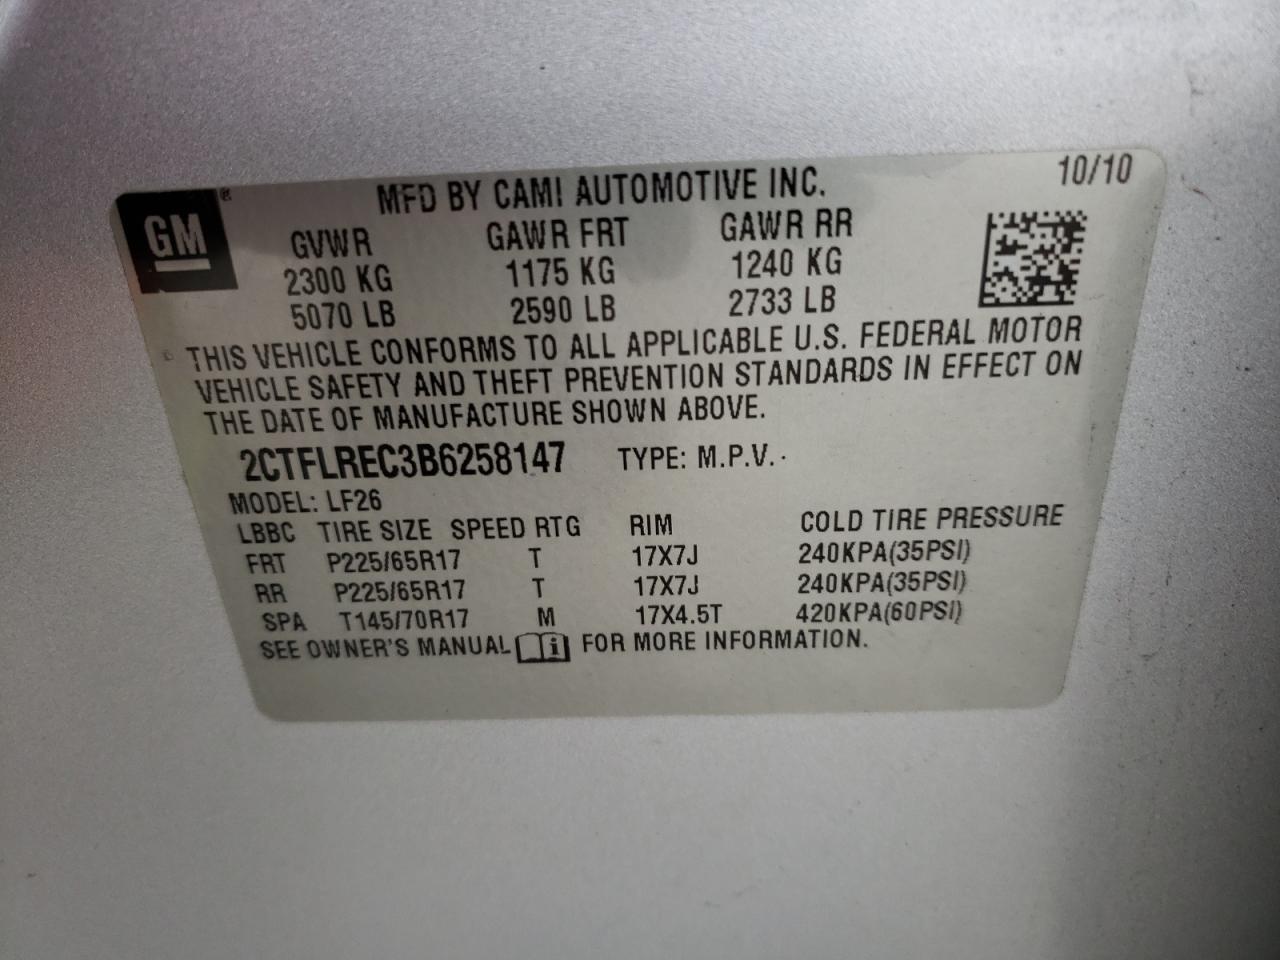 GM ® MFD BY CAMI AUTOMOTIVE INC. 10/10
GVWR GAWR FRT GAWR RR
2300 KG 1175 KG 1240 KG
5070 LB 2590 LB 2733 LB
THIS VEHICLE CONFORMS TO ALL APPLICABLE U.S. FEDERAL MOTOR
VEHICLE SAFETY AND THEFT PREVENTION STANDARDS IN EFFECT ON
THE DATE OF MANUFACTURE SHOWN ABOVE.
2CTFLREC3B6258147 TYPE: M.P.V.
MODEL: LF26
LBBC TIRE SIZE SPEED RTG RIM COLD TIRE PRESSURE
FRT P225/65R17 T 17X7J 240KPA(35PSI)
RR P225/65R17 T 17X7J 240KPA(35PSI)
SPA T145/70R17 M 17X4.5T 420KPA(60PSI)
SEE OWNER'S MANUAL i FOR MORE INFORMATION.